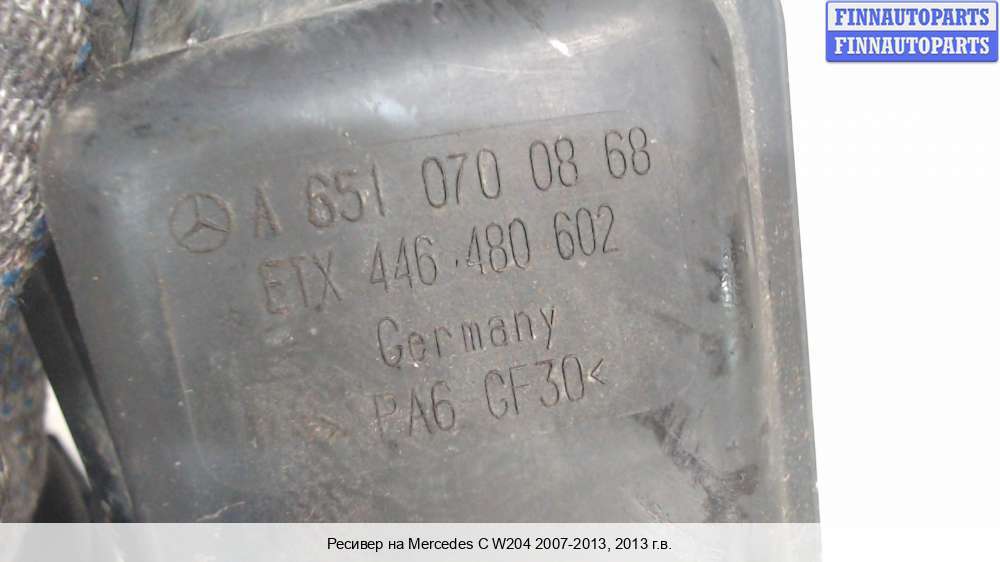 FINNAUTOPARTS
FINNAUTOPARTS
A 651 070 08 68
ETX 446.480 602
Germany
PA6 GF30<
Ресивер на Mercedes C W204 2007-2013, 2013 г.в.